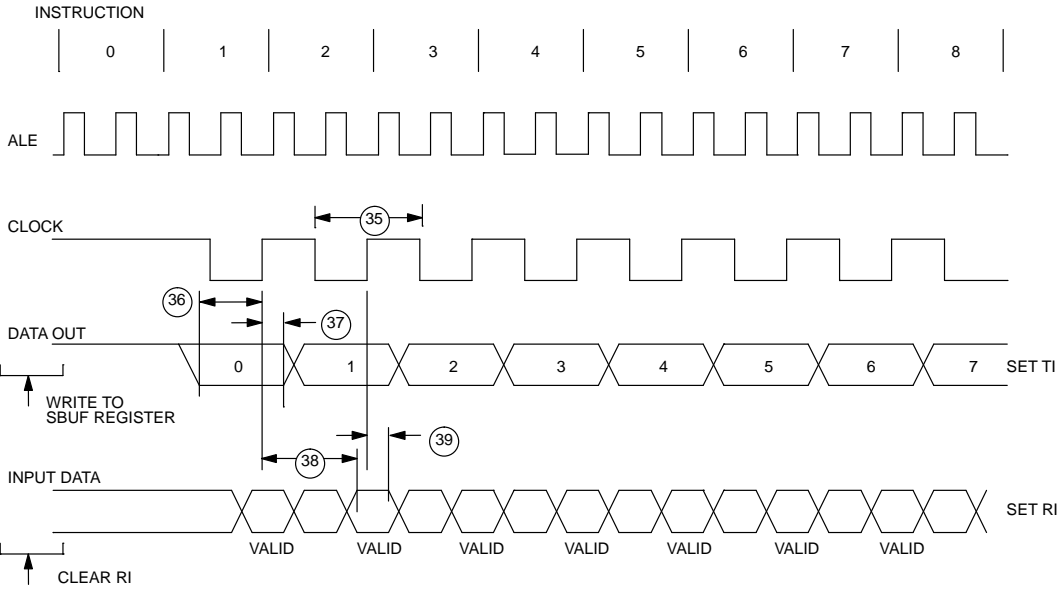 INSTRUCTION
0 1 2 3 4 5 6 7 8
ALE
35
CLOCK
36
37
DATA OUT
0 1 2 3 4 5 6 7 SET TI
WRITE TO
SBUF REGISTER
39
38
INPUT DATA
SET RI
VALID VALID VALID VALID VALID VALID VALID
CLEAR RI